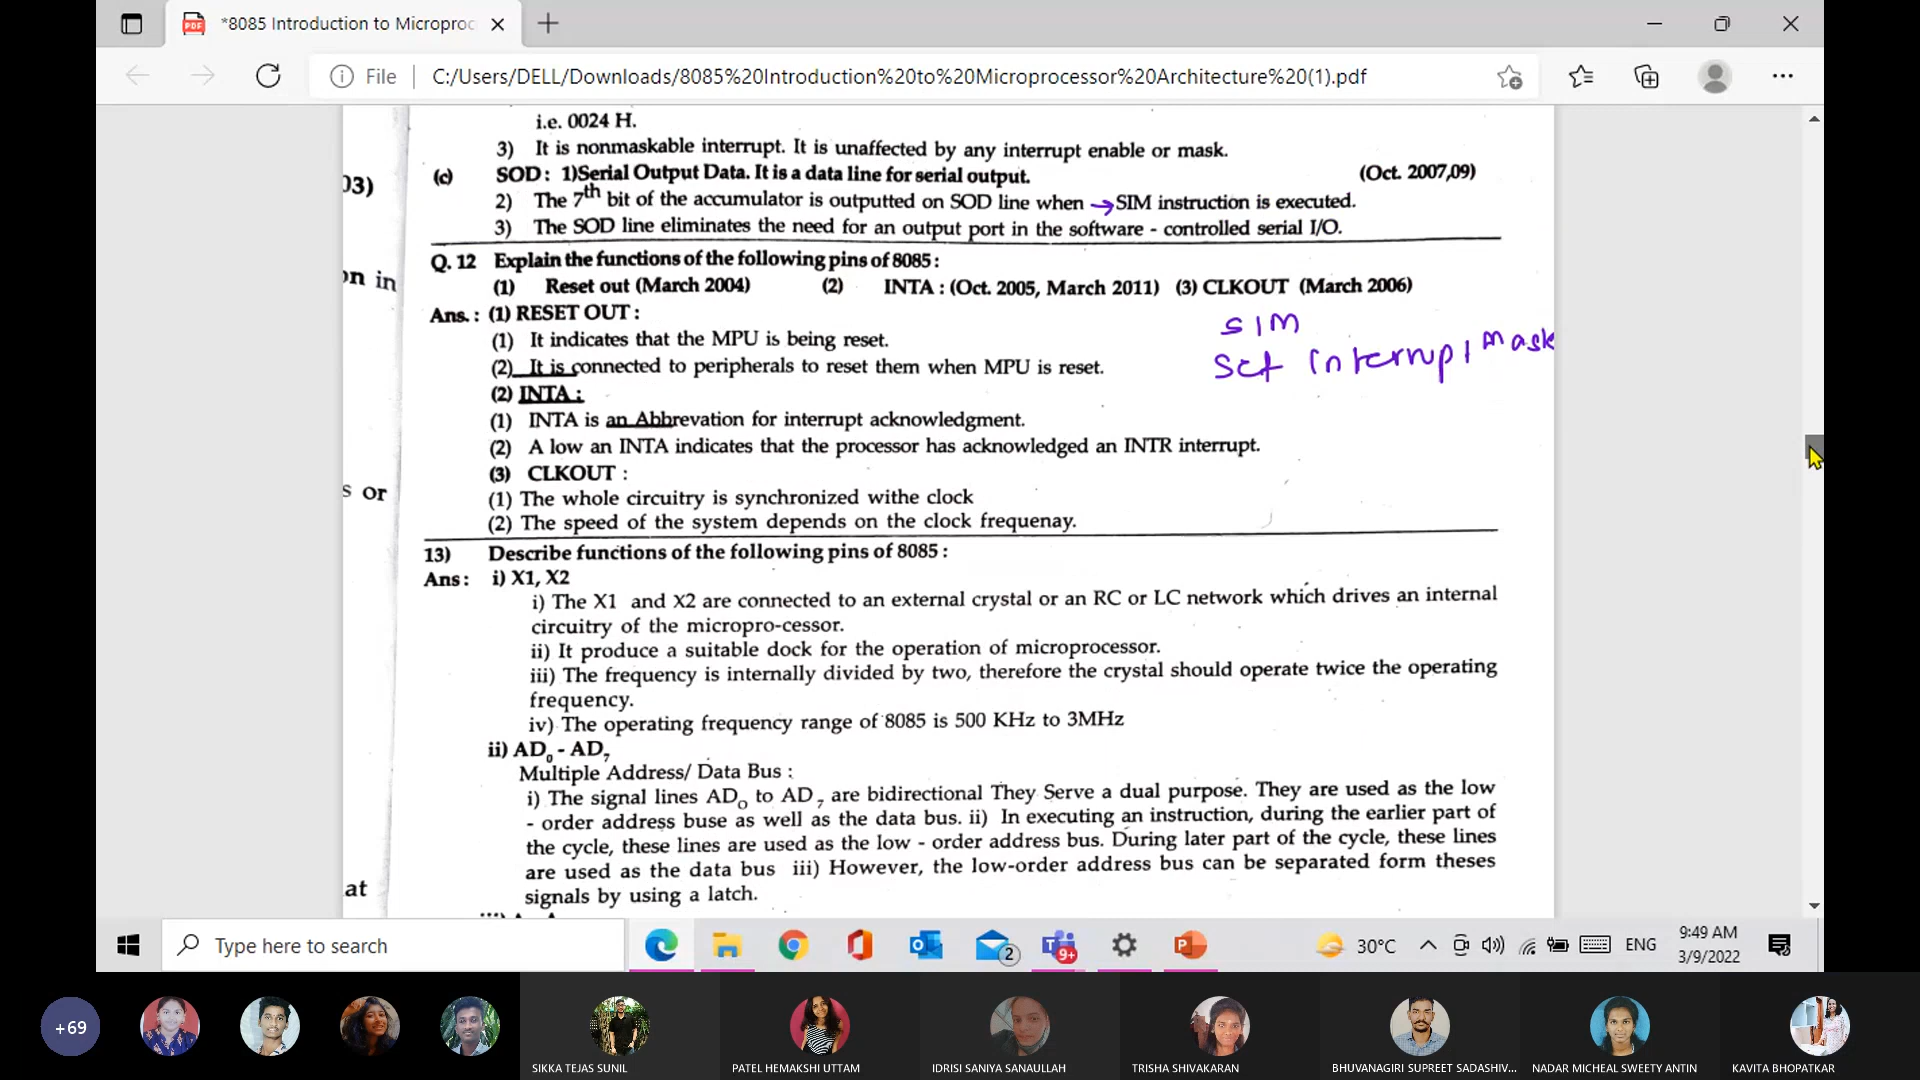 *8085 Introduction to Microproc
File
C:/Users/DELL/Downloads/8085%20Introduction%20to%20Microprocessor%20Architecture%20(1).pdf
i.e. 0024 H.
3) It is nonmaskable interrupt. It is unaffected by any interrupt enable or mask.
03)
(c) SOD : 1)Serial Output Data. It is a data line for serial output. (Oct. 2007,09)
2) The 7th bit of the accumulator is outputted on SOD line when → SIM instruction is executed.
3) The SOD line eliminates the need for an output port in the software - controlled serial I/O.
on in
Q. 12 Explain the functions of the following pins of 8085 :
(1) Reset out (March 2004) (2) INTA : (Oct. 2005, March 2011) (3) CLKOUT (March 2006)
Ans. : (1) RESET OUT :
SIM
(1) It indicates that the MPU is being reset.
Set Interrupt Mask
(2) It is connected to peripherals to reset them when MPU is reset.
(2) INTA :
(1) INTA is an Abbrevation for interrupt acknowledgment.
(2) A low an INTA indicates that the processor has acknowledged an INTR interrupt.
(3) CLKOUT :
s or
(1) The whole circuitry is synchronized withe clock
(2) The speed of the system depends on the clock frequenay.
13) Describe functions of the following pins of 8085 :
Ans : i) X1, X2
i) The X1 and X2 are connected to an external crystal or an RC or LC network which drives an internal
circuitry of the micropro-cessor.
ii) It produce a suitable dock for the operation of microprocessor.
iii) The frequency is internally divided by two, therefore the crystal should operate twice the operating
frequency.
iv) The operating frequency range of 8085 is 500 KHz to 3MHz
ii) AD0 - AD7
Multiple Address/ Data Bus :
i) The signal lines AD0 to AD7 are bidirectional They Serve a dual purpose. They are used as the low
- order address buse as well as the data bus. ii) In executing an instruction, during the earlier part of
the cycle, these lines are used as the low - order address bus. During later part of the cycle, these lines
are used as the data bus iii) However, the low-order address bus can be separated form theses
at
signals by using a latch.
Type here to search
2
9+
30°C
ENG
9:49 AM
3/9/2022
+69
SIKKA TEJAS SUNIL
PATEL HEMAKSHI UTTAM
IDRISI SANIYA SANAULLAH
TRISHA SHIVAKARAN
BHUVANAGIRI SUPREET SADASHIV...
NADAR MICHEAL SWEETY ANTIN
KAVITA BHOPATKAR